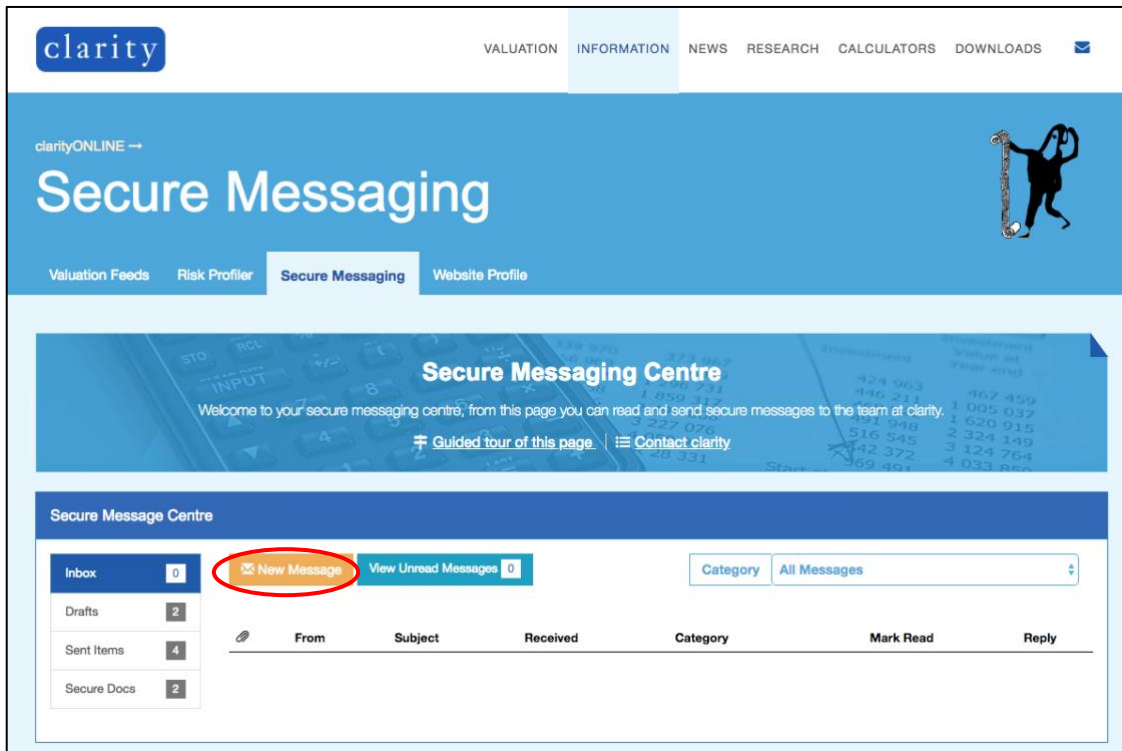 clarity
VALUATION INFORMATION NEWS RESEARCH CALCULATORS DOWNLOADS
clarityONLINE →
Secure Messaging
Valuation Feeds Risk Profiler Secure Messaging Website Profile
Secure Messaging Centre
Welcome to your secure messaging centre, from this page you can read and send secure messages to the team at clarity.
Guided tour of this page | Contact clarity
Secure Message Centre
Inbox 0
New Message View Unread Messages 0 Category All Messages
Drafts 2
From Subject Received Category Mark Read Reply
Sent Items 4
Secure Docs 2